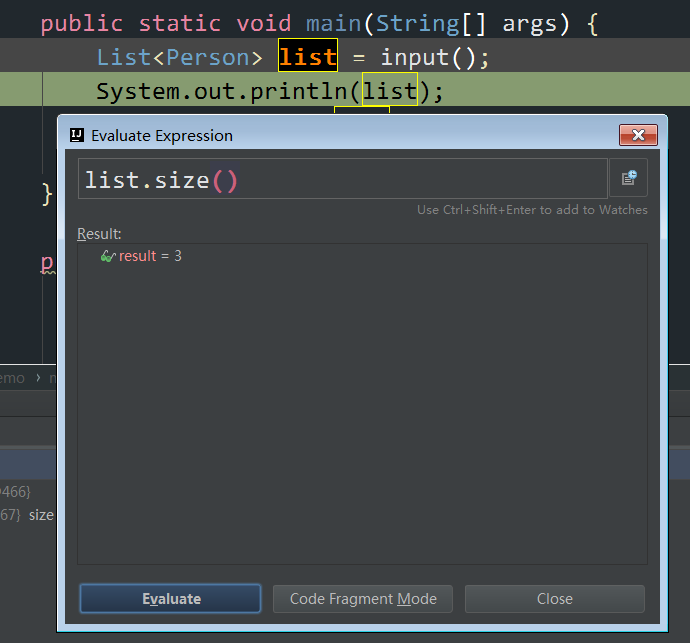 public static void main(String[] args) {
List<Person> list = input();
System.out.println(list);
Evaluate Expression
list.size()
}
Use Ctrl+Shift+Enter to add to Watches
Result:
p
result = 3
emo › m
466}
67} size
Evaluate
Code Fragment Mode
Close